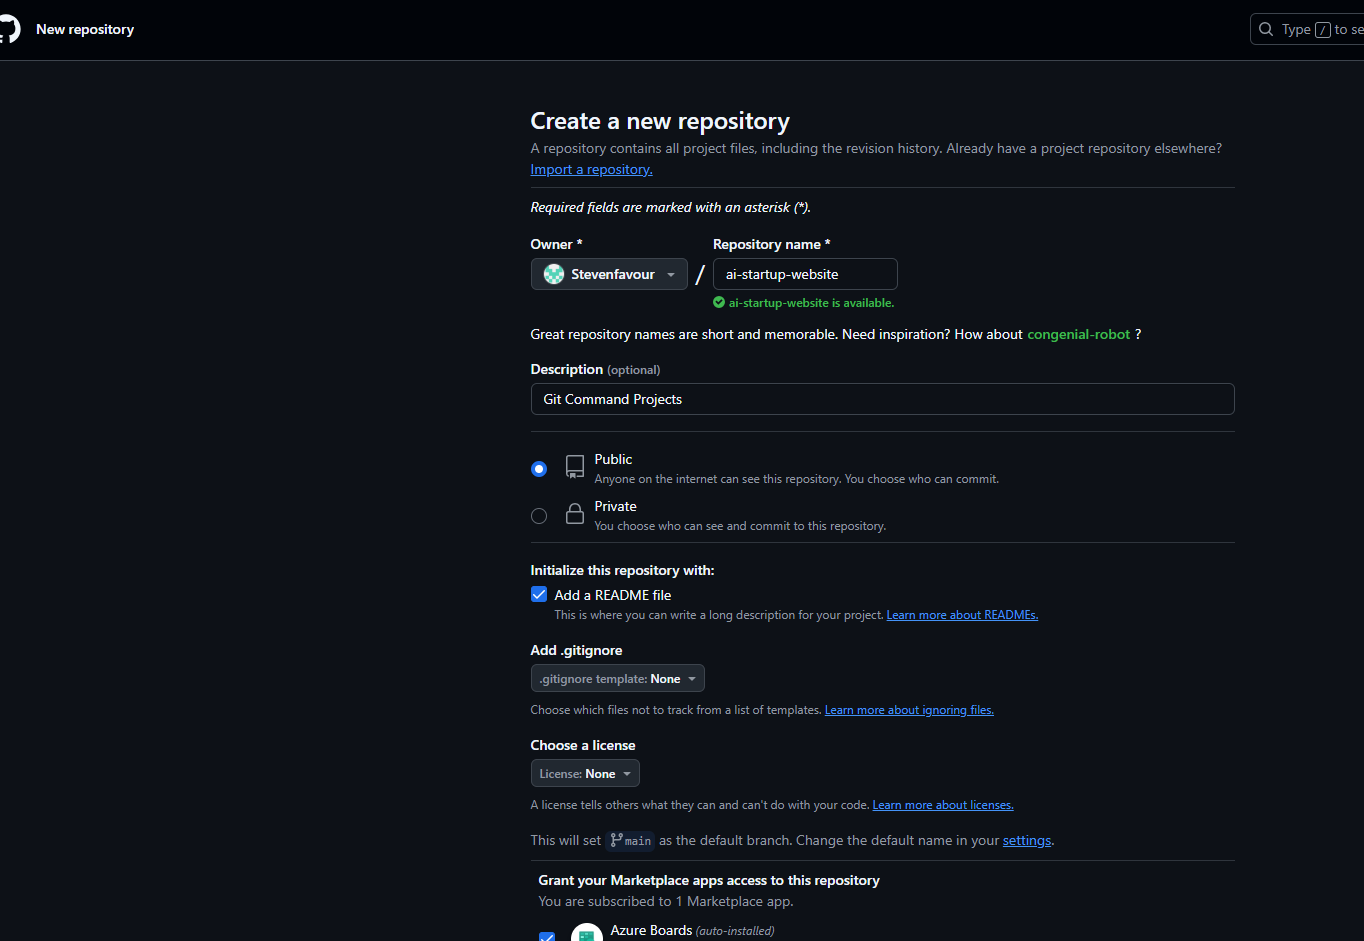 New repository
Type / to se
Create a new repository
A repository contains all project files, including the revision history. Already have a project repository elsewhere?
Import a repository.
Required fields are marked with an asterisk (*).
Owner * Repository name *
Stevenfavour / ai-startup-website
ai-startup-website is available.
Great repository names are short and memorable. Need inspiration? How about congenial-robot ?
Description (optional)
Git Command Projects
Public
Anyone on the internet can see this repository. You choose who can commit.
Private
You choose who can see and commit to this repository.
Initialize this repository with:
Add a README file
This is where you can write a long description for your project. Learn more about READMEs.
Add .gitignore
.gitignore template: None
Choose which files not to track from a list of templates. Learn more about ignoring files.
Choose a license
License: None
A license tells others what they can and can't do with your code. Learn more about licenses.
This will set main as the default branch. Change the default name in your settings.
Grant your Marketplace apps access to this repository
You are subscribed to 1 Marketplace app.
Azure Boards (auto-installed)